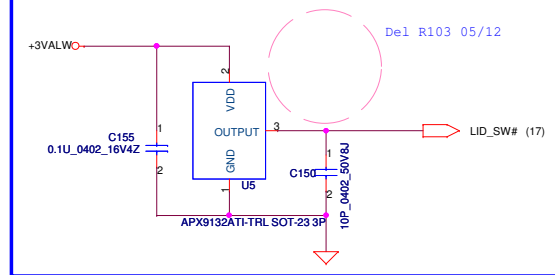 Del R103 05/12
+3VALW
2
VDD
1
C155
0.1U_0402_16V4Z
2
OUTPUT
3
LID_SW# (17)
GND
1
U5
1
C150
2
10P_0402_50V8J
APX9132ATI-TRL SOT-23 3P